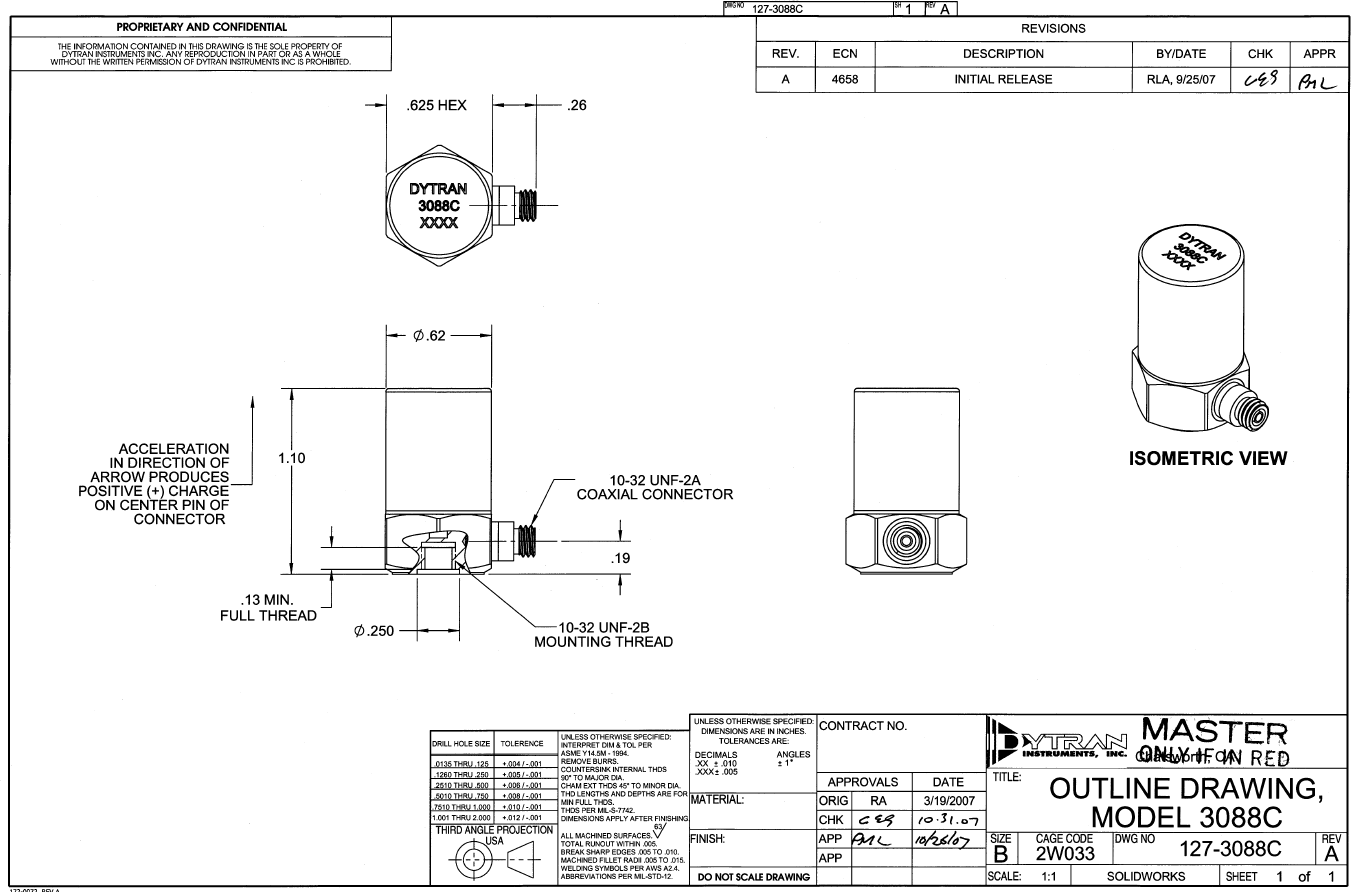 DWG NO 127-3088C SH 1 REV A
PROPRIETARY AND CONFIDENTIAL
THE INFORMATION CONTAINED IN THIS DRAWING IS THE SOLE PROPERTY OF
DYTRAN INSTRUMENTS INC. ANY REPRODUCTION IN PART OR AS A WHOLE
WITHOUT THE WRITTEN PERMISSION OF DYTRAN INSTRUMENTS INC IS PROHIBITED.
REVISIONS
REV. ECN DESCRIPTION BY/DATE CHK APPR
A 4658 INITIAL RELEASE RLA, 9/25/07 CEG PML
.625 HEX .26
DYTRAN
3088C
XXXX
DYTRAN
3088C
XXXX
Ø.62
ACCELERATION
IN DIRECTION OF
ARROW PRODUCES
POSITIVE (+) CHARGE
ON CENTER PIN OF
CONNECTOR
1.10
10-32 UNF-2A
COAXIAL CONNECTOR
.19
ISOMETRIC VIEW
.13 MIN.
FULL THREAD
Ø.250
10-32 UNF-2B
MOUNTING THREAD
DRILL HOLE SIZE TOLERENCE
.0135 THRU .125 +.004 / -.001
.1260 THRU .250 +.005 / -.001
.2510 THRU .500 +.006 / -.001
.5010 THRU .750 +.008 / -.001
.7510 THRU 1.000 +.010 / -.001
1.001 THRU 2.000 +.012 / -.001
THIRD ANGLE PROJECTION
USA
UNLESS OTHERWISE SPECIFIED:
INTERPRET DIM & TOL PER
ASME Y14.5M - 1994.
REMOVE BURRS.
COUNTERSINK INTERNAL THDS
90° TO MAJOR DIA.
CHAM EXT THDS 45° TO MINOR DIA.
THD LENGTHS AND DEPTHS ARE FOR
MIN FULL THDS.
THDS PER MIL-S-7742.
DIMENSIONS APPLY AFTER FINISHING
63
ALL MACHINED SURFACES.
TOTAL RUNOUT WITHIN .005.
BREAK SHARP EDGES .005 TO .010.
MACHINED FILLET RADII .005 TO .015.
WELDING SYMBOLS PER AWS A2.4.
ABBREVIATIONS PER MIL-STD-12.
UNLESS OTHERWISE SPECIFIED:
DIMENSIONS ARE IN INCHES.
TOLERANCES ARE:
DECIMALS ANGLES
.XX ± .010 ± 1°
.XXX± .005
MATERIAL:
FINISH:
DO NOT SCALE DRAWING
CONTRACT NO.
APPROVALS DATE
ORIG RA 3/19/2007
CHK CEG 10.31.07
APP PML 10/26/07
APP
DYTRAN
INSTRUMENTS, INC.
Chatsworth, CA
MASTER
ONLY IF IN RED
TITLE:
OUTLINE DRAWING,
MODEL 3088C
SIZE B CAGE CODE 2W033 DWG NO 127-3088C REV A
SCALE: 1:1 SOLIDWORKS SHEET 1 of 1